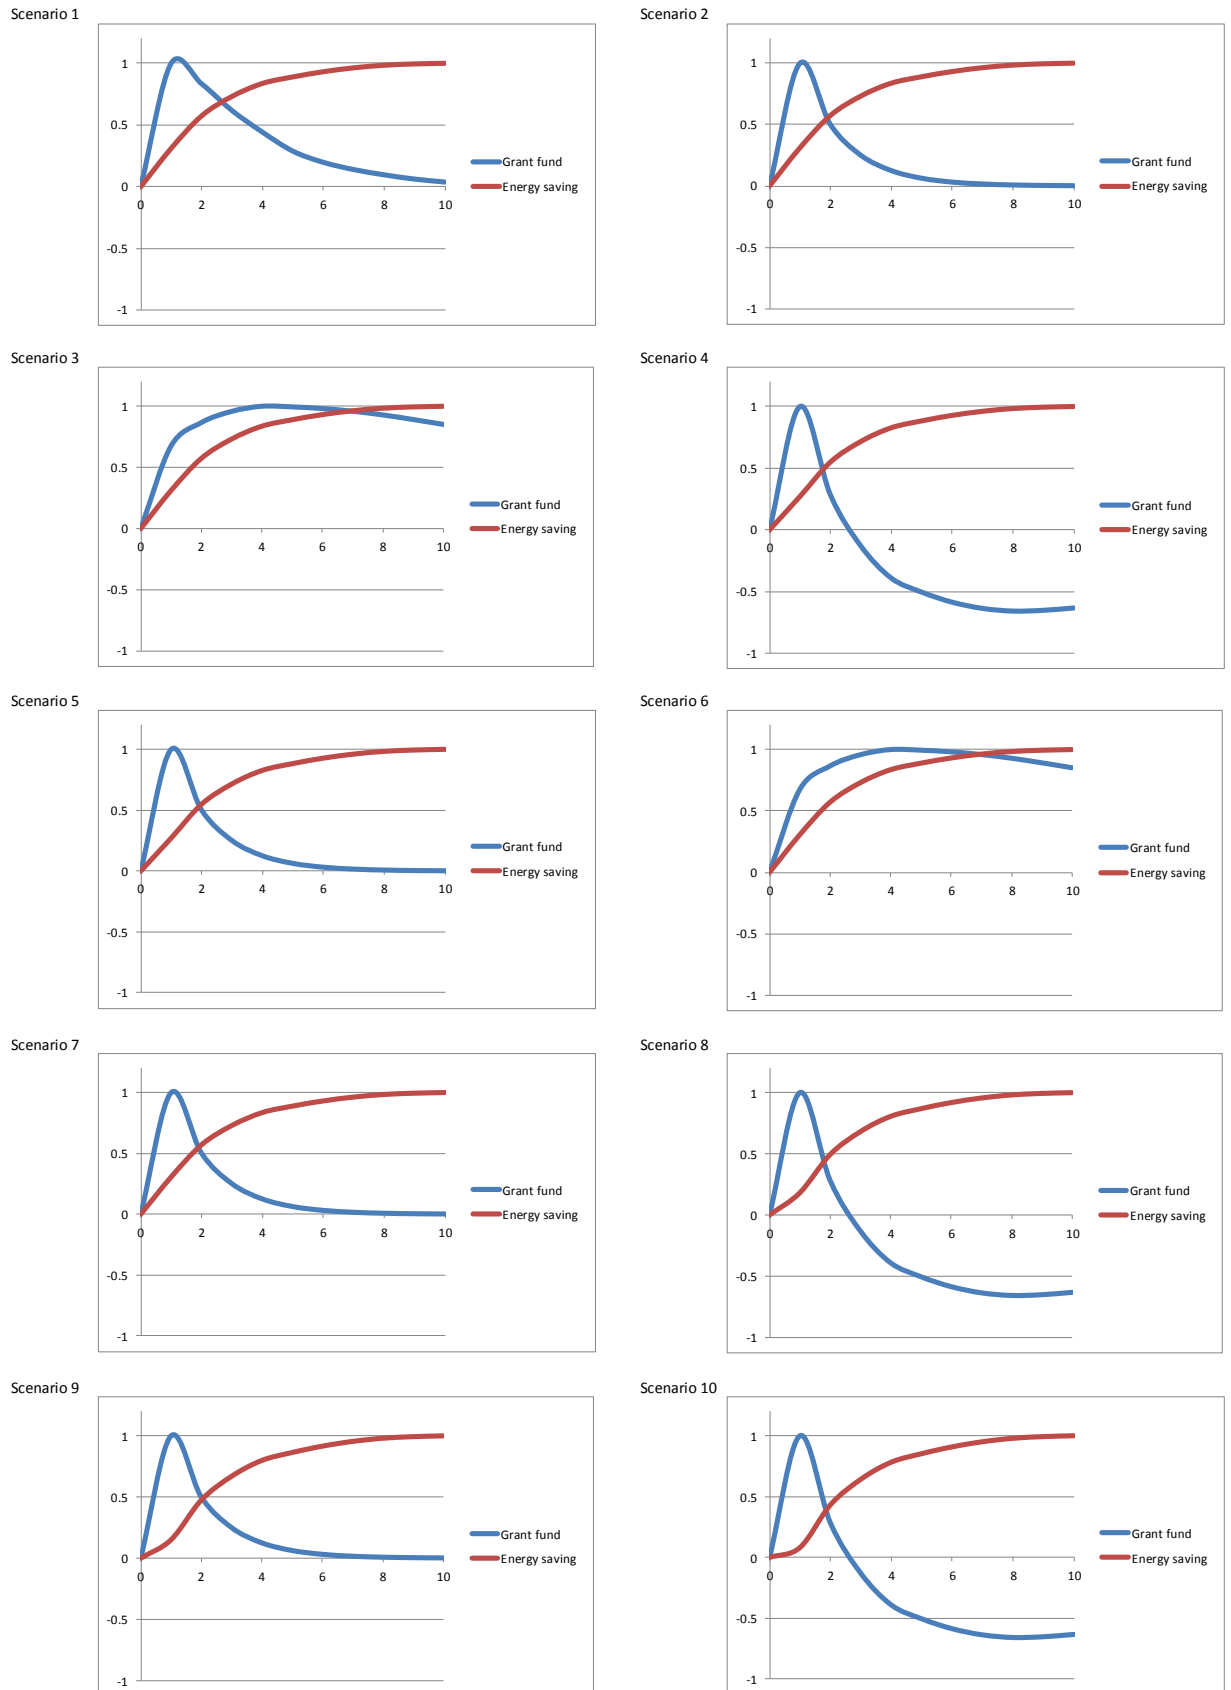 Scenario 1
1
0.5
0
-0.5
-1
0 2 4 6 8 10
Grant fund
Energy saving
Scenario 2
1
0.5
0
-0.5
-1
0 2 4 6 8 10
Grant fund
Energy saving
Scenario 3
1
0.5
0
-0.5
-1
0 2 4 6 8 10
Grant fund
Energy saving
Scenario 4
1
0.5
0
-0.5
-1
0 2 4 6 8 10
Grant fund
Energy saving
Scenario 5
1
0.5
0
-0.5
-1
0 2 4 6 8 10
Grant fund
Energy saving
Scenario 6
1
0.5
0
-0.5
-1
0 2 4 6 8 10
Grant fund
Energy saving
Scenario 7
1
0.5
0
-0.5
-1
0 2 4 6 8 10
Grant fund
Energy saving
Scenario 8
1
0.5
0
-0.5
-1
0 2 4 6 8 10
Grant fund
Energy saving
Scenario 9
1
0.5
0
-0.5
-1
0 2 4 6 8 10
Grant fund
Energy saving
Scenario 10
1
0.5
0
-0.5
-1
0 2 4 6 8 10
Grant fund
Energy saving